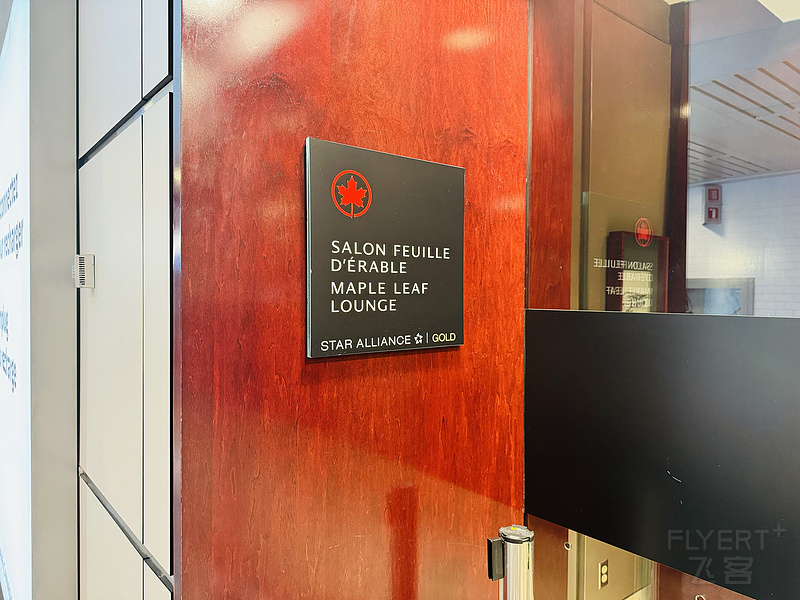 SALON FEUILLE
D'ÉRABLE
MAPLE LEAF
LOUNGE
STAR ALLIANCE | GOLD
FLYERT+
飞客